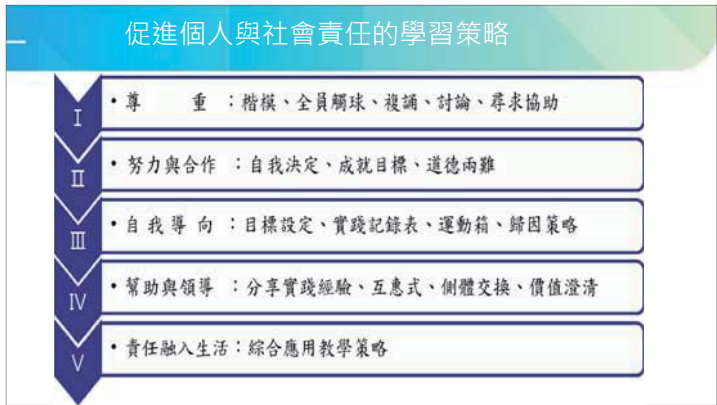 促進個人與社會責任的學習策略
I
• 尊　　重：楷模、全員觸球、複誦、討論、尋求協助
II
• 努力與合作：自我決定、成就目標、道德兩難
III
• 自我導向：目標設定、實踐記錄表、運動箱、歸因策略
IV
• 幫助與領導：分享實踐經驗、互惠式、側體交換、價值澄清
V
• 責任融入生活：綜合應用教學策略